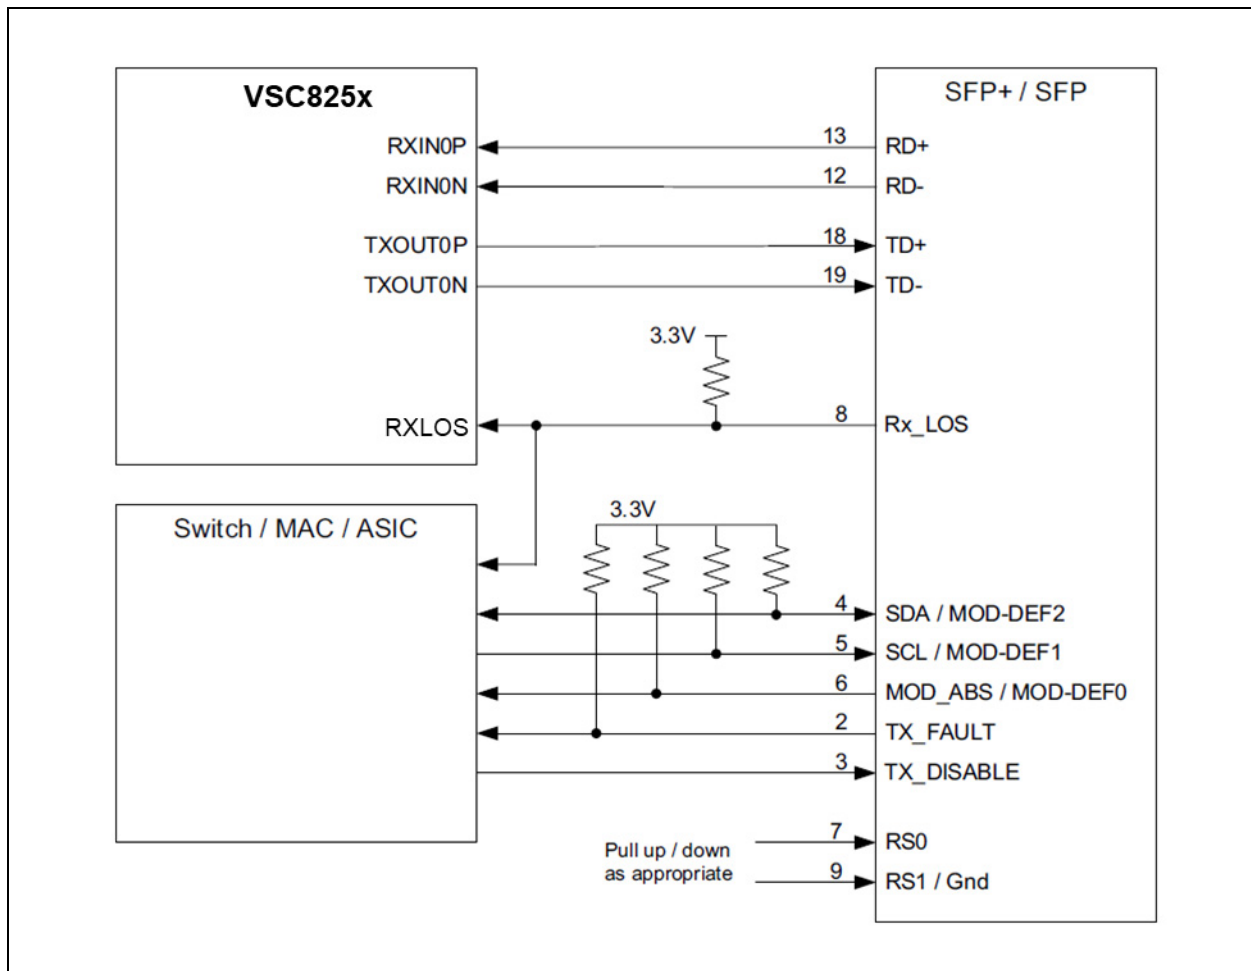 VSC825x
SFP+ / SFP
RXIN0P
13
RD+
RXIN0N
12
RD-
TXOUT0P
18
TD+
TXOUT0N
19
TD-
3.3V
RXLOS
8
Rx_LOS
3.3V
Switch / MAC / ASIC
4
SDA / MOD-DEF2
5
SCL / MOD-DEF1
6
MOD_ABS / MOD-DEF0
2
TX_FAULT
3
TX_DISABLE
Pull up / down
as appropriate
7
RS0
9
RS1 / Gnd